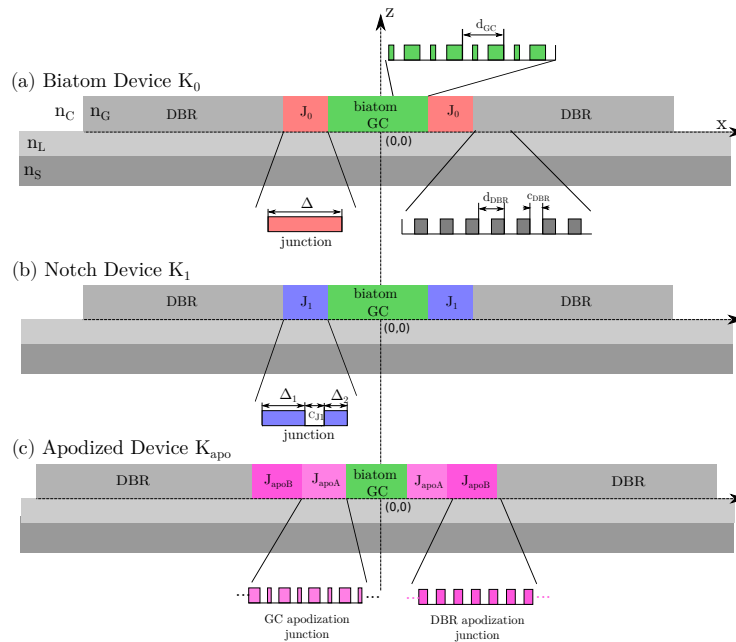 z
d_GC
(a) Biatom Device K_0
n_C
n_G
DBR
J_0
biatom
GC
J_0
DBR
x
(0,0)
n_L
n_S
Δ
junction
d_DBR
c_DBR
(b) Notch Device K_1
DBR
J_1
biatom
GC
J_1
DBR
(0,0)
Δ_1
c_J1
Δ_2
junction
(c) Apodized Device K_apo
DBR
J_apoB
J_apoA
biatom
GC
J_apoA
J_apoB
DBR
(0,0)
GC apodization
junction
DBR apodization
junction